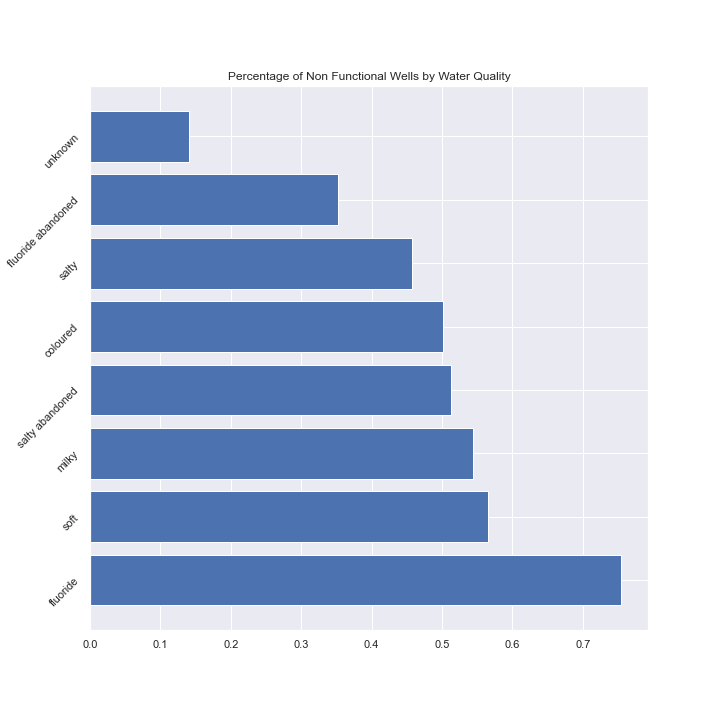 Percentage of Non Functional Wells by Water Quality
unknown
fluoride abandoned
salty
coloured
salty abandoned
milky
soft
fluoride
0.0 0.1 0.2 0.3 0.4 0.5 0.6 0.7